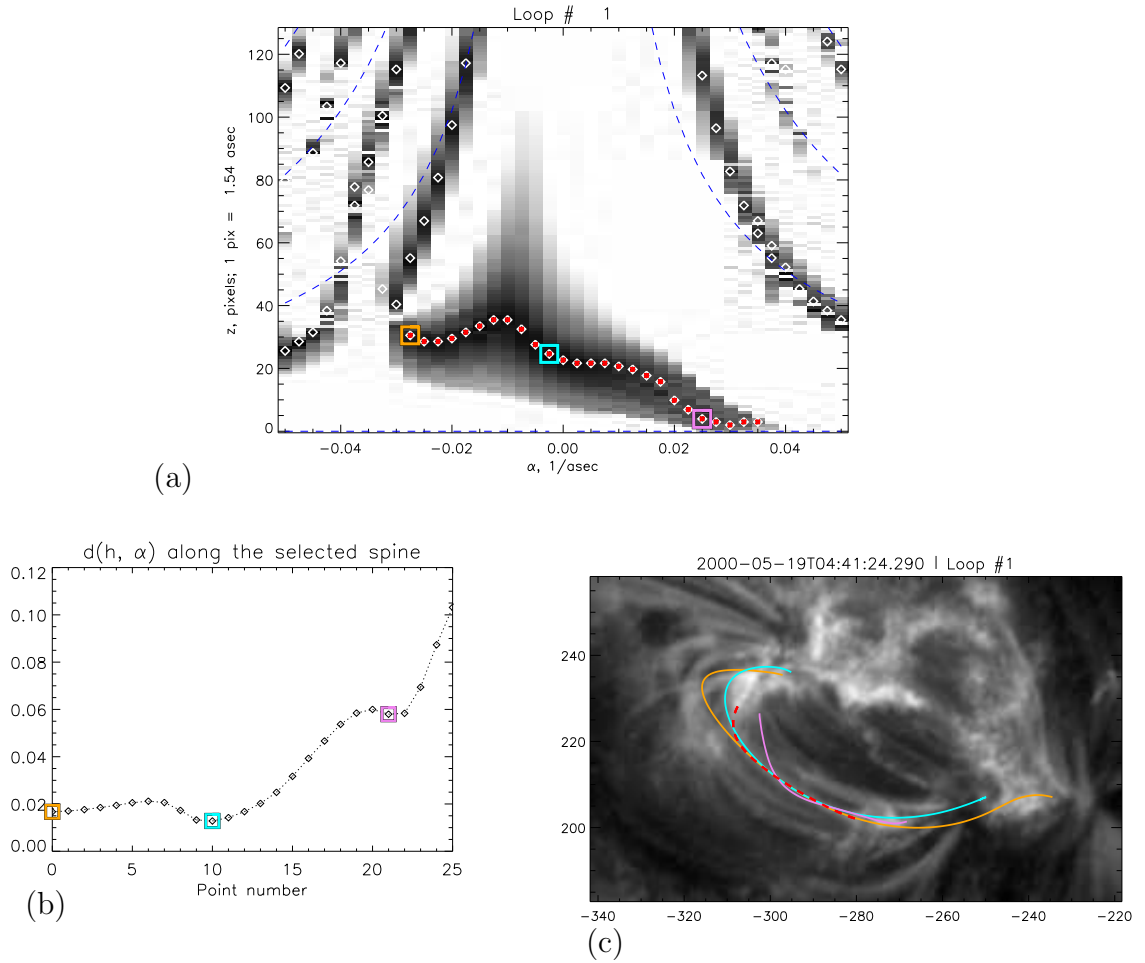 Loop # 1
120
100
80
60
40
20
0
z, pixels; 1 pix = 1.54 asec
−0.04 −0.02 0.00 0.02 0.04
α, 1/asec
(a)
d(h, α) along the selected spine
0.12
0.10
0.08
0.06
0.04
0.02
0.00
0 5 10 15 20 25
Point number
(b)
2000−05−19T04:41:24.290 | Loop #1
240
220
200
−340 −320 −300 −280 −260 −240 −220
(c)